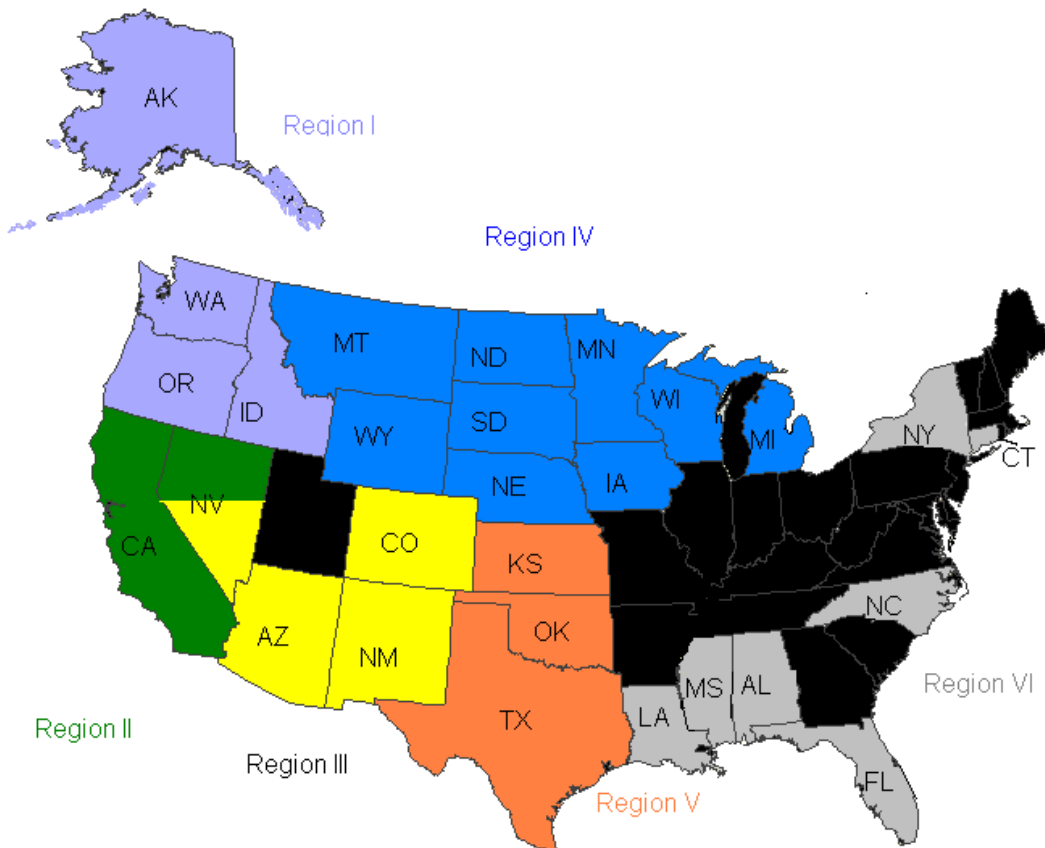 AK
Region I
Region IV
WA
MT
ND
MN
OR
ID
WY
SD
WI
MI
NY
CT
NE
IA
NV
CA
CO
KS
NC
AZ
NM
OK
MS
AL
Region VI
LA
TX
Region II
Region III
FL
Region V